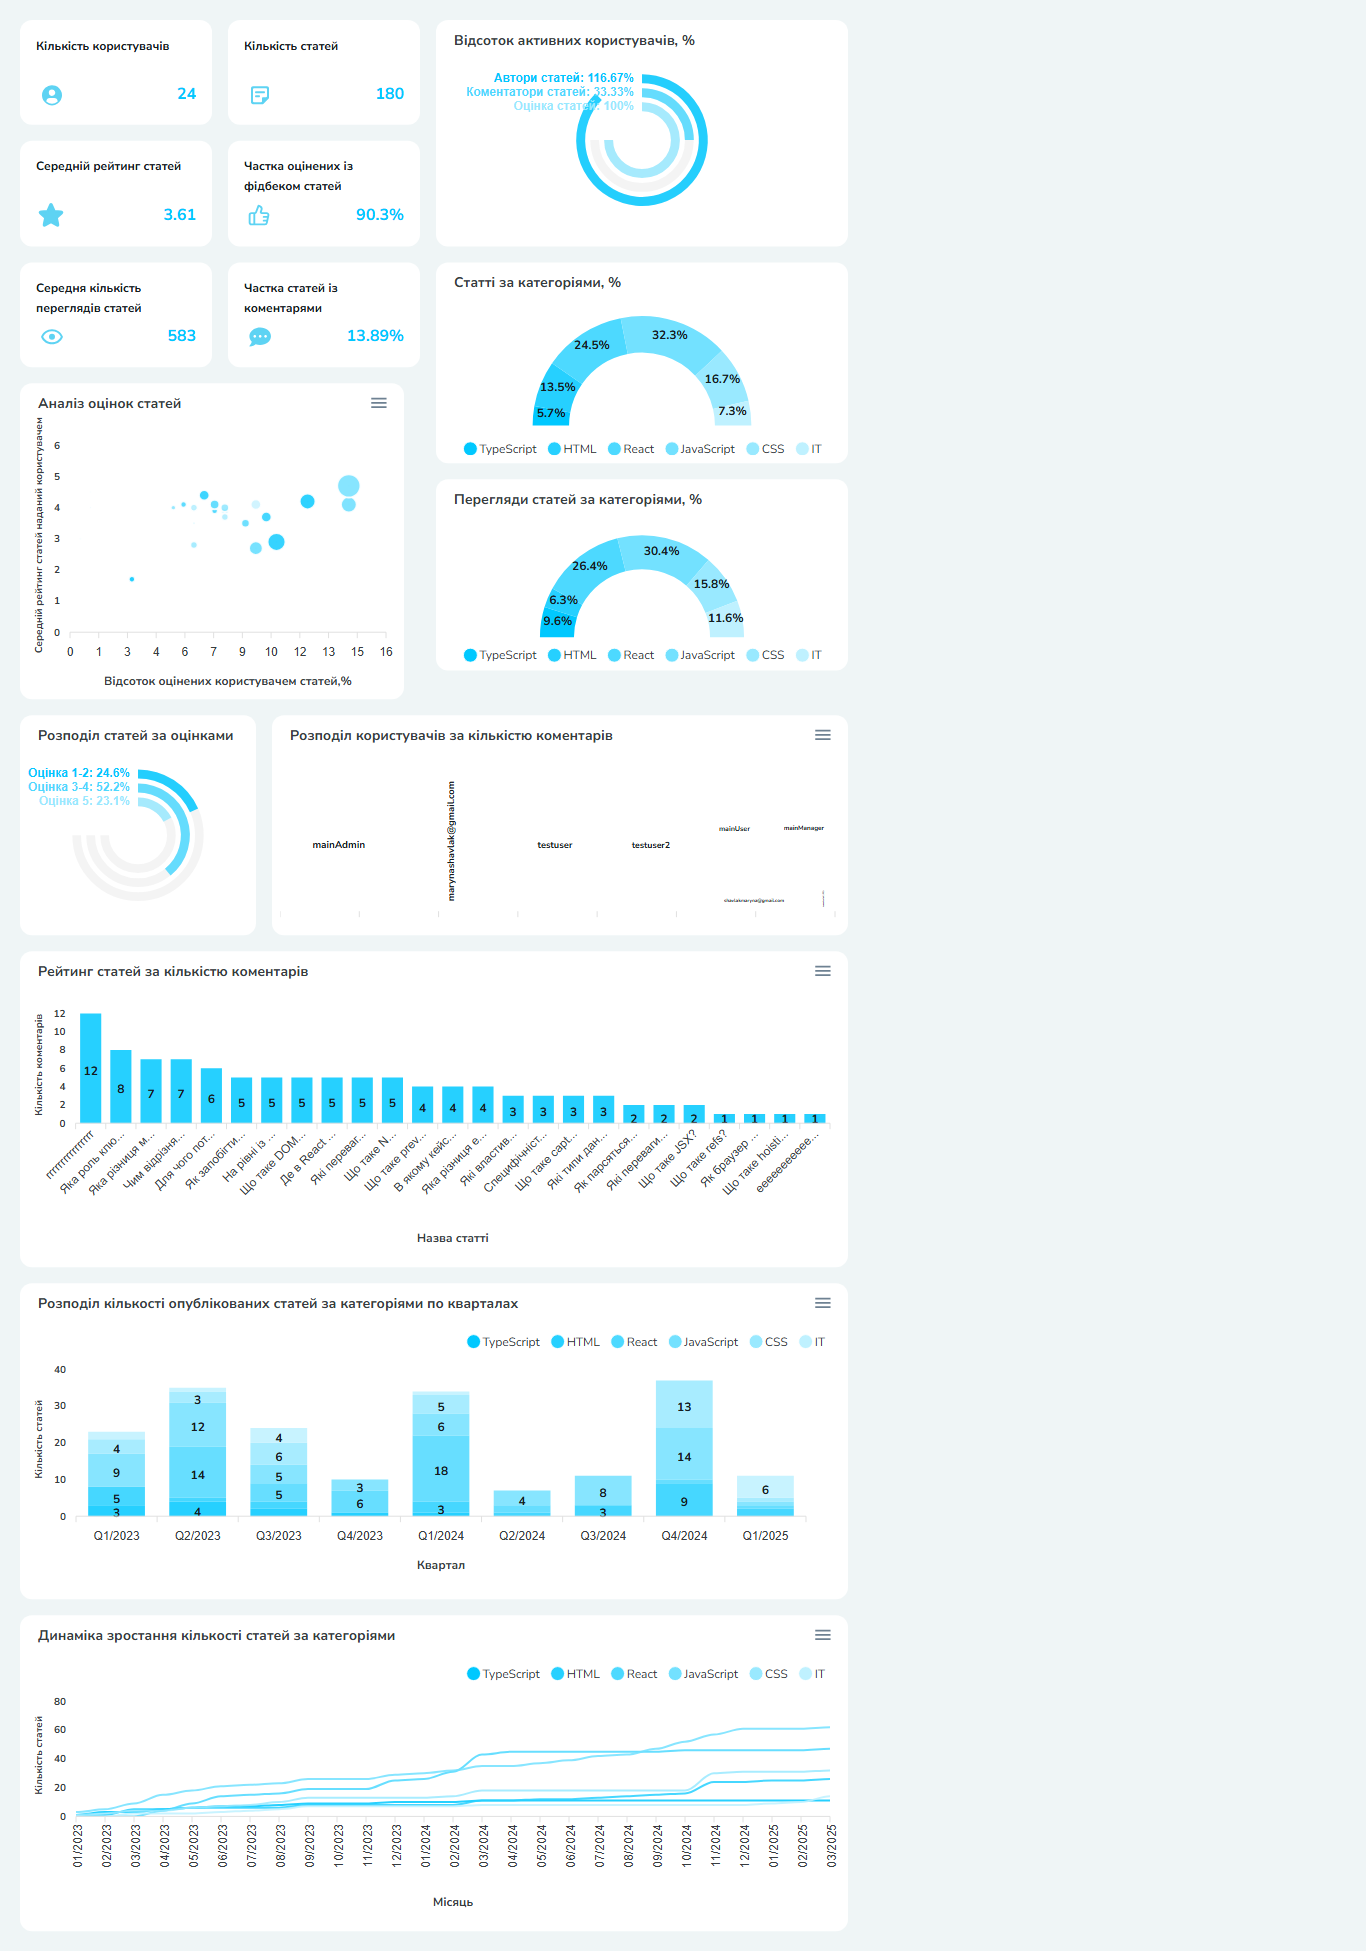 Кількість користувачів
24
Кількість статей
180
Відсоток активних користувачів, %
Автори статей: 116.67%
Коментатори статей: 33.33%
Оцінка статей: 100%
Середній рейтинг статей
3.61
Частка оцінених із
фідбеком статей
90.3%
Середня кількість
переглядів статей
583
Частка статей із
коментарями
13.89%
Статті за категоріями, %
5.7%
13.5%
24.5%
32.3%
16.7%
7.3%
TypeScript HTML React JavaScript CSS IT
Аналіз оцінок статей
Середній рейтинг статей наданий користувачем
6
5
4
3
2
1
0
0 1 3 4 6 7 9 10 12 13 15 16
Відсоток оцінених користувачем статей,%
Перегляди статей за категоріями, %
9.6%
6.3%
26.4%
30.4%
15.8%
11.6%
TypeScript HTML React JavaScript CSS IT
Розподіл статей за оцінками
Оцінка 1-2: 24.6%
Оцінка 3-4: 52.2%
Оцінка 5: 23.1%
Розподіл користувачів за кількістю коментарів
mainAdmin
marynashavlak@gmail.com
testuser
testuser2
mainUser
mainManager
shavlakmaryna@gmail.com
Рейтинг статей за кількістю коментарів
Кількість коментарів
12
10
8
6
4
2
0
12 8 7 7 6 5 5 5 5 5 5 4 4 4 3 3 3 3 2 2 2 1 1 1 1
Яка роль клю...
Яка різниця м...
Чим відрізня...
Для чого пот...
Як запобігти...
На рівні із ...
Що таке DOM...
Де в React ...
Які переваг...
Що таке N...
Що таке prev...
В якому кейс...
Яка різниця е...
Які властив...
Специфічніст...
Що таке capt...
Які типи дан...
Як парсяться...
Які переваги...
Що таке JSX?
Що таке refs?
Як браузер ...
Що таке hoisti...
Назва статті
Розподіл кількості опублікованих статей за категоріями по кварталах
TypeScript HTML React JavaScript CSS IT
Кількість статей
40
30
20
10
0
4
9
5
3
3
12
14
4
4
6
5
5
3
6
5
6
18
3
4
8
3
13
14
9
6
Q1/2023 Q2/2023 Q3/2023 Q4/2023 Q1/2024 Q2/2024 Q3/2024 Q4/2024 Q1/2025
Квартал
Динаміка зростання кількості статей за категоріями
TypeScript HTML React JavaScript CSS IT
Кількість статей
80
60
40
20
0
01/2023 02/2023 03/2023 04/2023 05/2023 06/2023 07/2023 08/2023 09/2023 10/2023 11/2023 12/2023 01/2024 02/2024 03/2024 04/2024 05/2024 06/2024 07/2024 08/2024 09/2024 10/2024 11/2024 12/2024 01/2025 02/2025 03/2025
Місяць